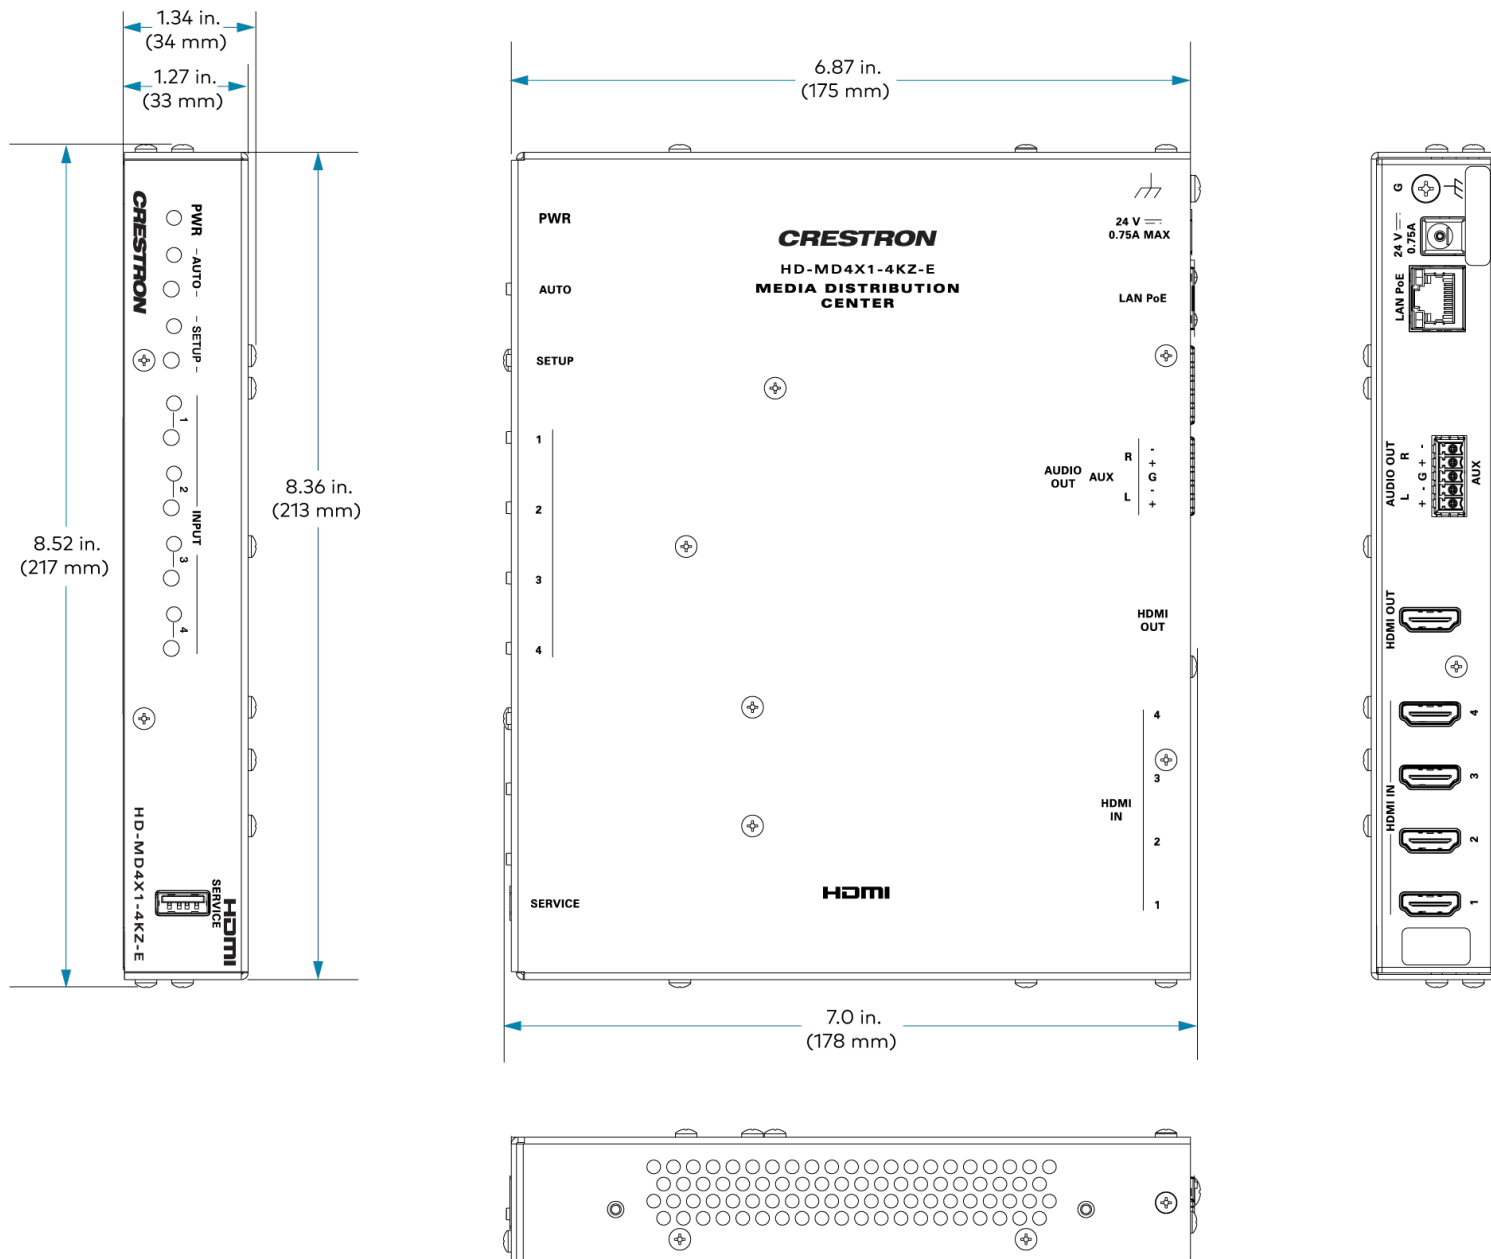 1.34 in.
(34 mm)
1.27 in.
(33 mm)
8.52 in.
(217 mm)
8.36 in.
(213 mm)
CRESTRON
PWR
-AUTO-
-SETUP-
1
2
3
4
INPUT
HD-MD4X1-4KZ-E
SERVICE
HDMI
6.87 in.
(175 mm)
PWR
AUTO
SETUP
1
2
3
4
SERVICE
CRESTRON
HD-MD4X1-4KZ-E
MEDIA DISTRIBUTION
CENTER
24 V
0.75A MAX
LAN PoE
AUDIO
OUT
AUX
R
L
-
+
G
-
+
HDMI
OUT
4
3
2
1
HDMI
IN
HDMI
7.0 in.
(178 mm)
G
24 V
0.75A
LAN PoE
AUDIO OUT
L R
+ - G + -
AUX
HDMI OUT
HDMI IN
4
3
2
1